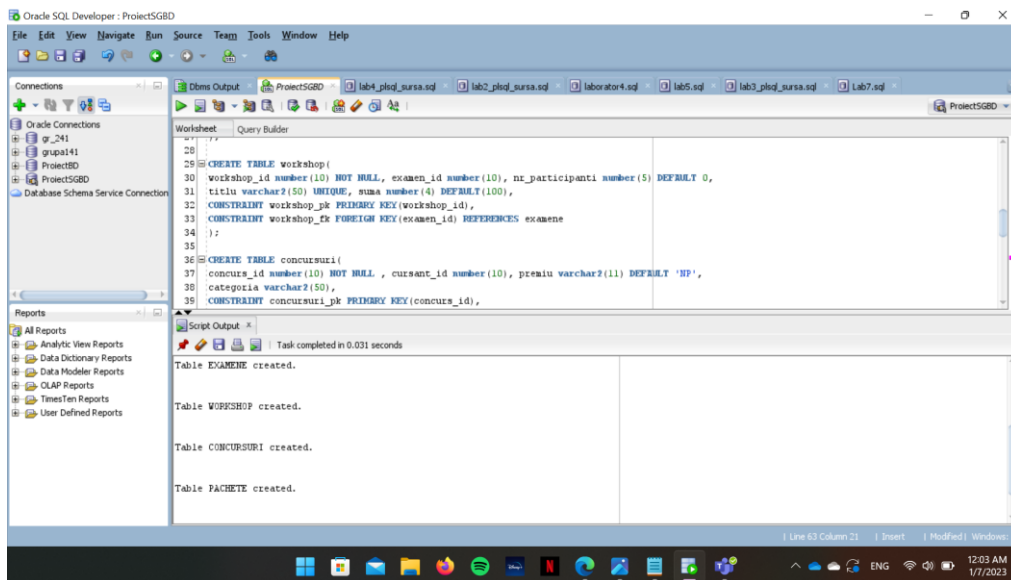 Oracle SQL Developer : ProiectSGBD
File Edit View Navigate Run Source Team Tools Window Help
Connections
Dbms Output ProiectSGBD lab4_plsql_sursa.sql lab2_plsql_sursa.sql laborator4.sql lab5.sql lab3_plsql_sursa.sql Lab7.sql
ProiectSGBD
Oracle Connections
gr_241
grupa141
ProiectBD
ProiectSGBD
Database Schema Service Connection
Worksheet Query Builder
28
29 CREATE TABLE workshop(
30 workshop_id number(10) NOT NULL, examen_id number(10), nr_participanti number(5) DEFAULT 0,
31 titlu varchar2(50) UNIQUE, suma number(4) DEFAULT(100),
32 CONSTRAINT workshop_pk PRIMARY KEY(workshop_id),
33 CONSTRAINT workshop_fk FOREIGN KEY(examen_id) REFERENCES examene
34 );
35
36 CREATE TABLE concursuri(
37 concurs_id number(10) NOT NULL , cursant_id number(10), premiu varchar2(11) DEFAULT 'NP',
38 categoria varchar2(50),
39 CONSTRAINT concursuri_pk PRIMARY KEY(concurs_id),
Reports
All Reports
Analytic View Reports
Data Dictionary Reports
Data Modeler Reports
OLAP Reports
TimesTen Reports
User Defined Reports
Script Output
Task completed in 0.031 seconds
Table EXAMENE created.
Table WORKSHOP created.
Table CONCURSURI created.
Table PACHETE created.
Line 63 Column 21 Insert Modified Windows:
ENG
12:03 AM
1/7/2023